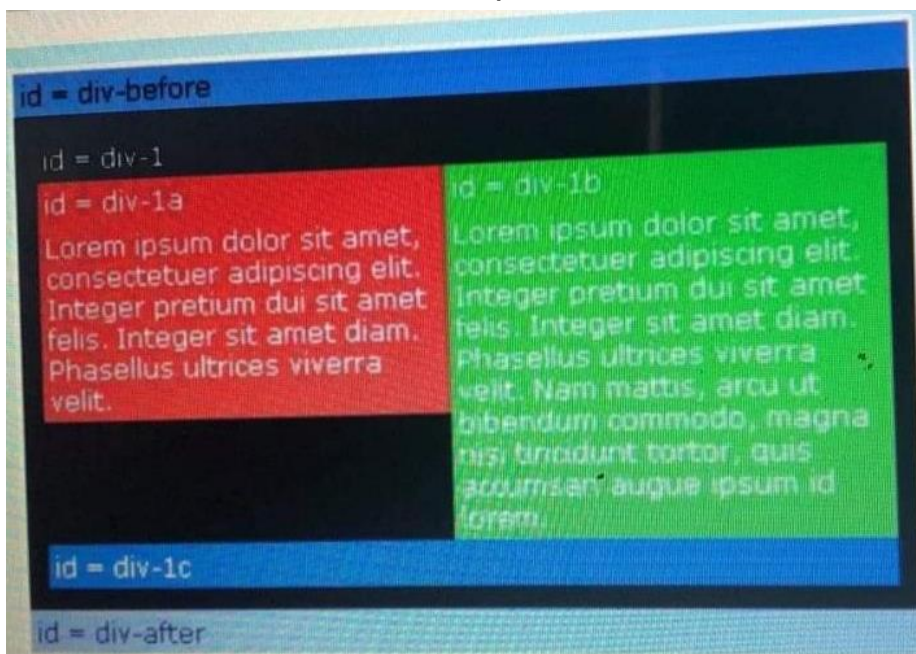 id = div-before
id = div-1
id = div-1a
Lorem ipsum dolor sit amet,
consectetuer adipiscing elit.
Integer pretium dui sit amet
felis. Integer sit amet diam.
Phasellus ultrices viverra
velit.
id = div-1b
Lorem ipsum dolor sit amet,
consectetuer adipiscing elit.
Integer pretium dui sit amet
felis. Integer sit amet diam.
Phasellus ultrices viverra
velit. Nam mattis, arcu ut
bibendum commodo, magna
nisi tincidunt tortor, quis
accumsan augue ipsum id
lorem.
id = div-1c
id = div-after